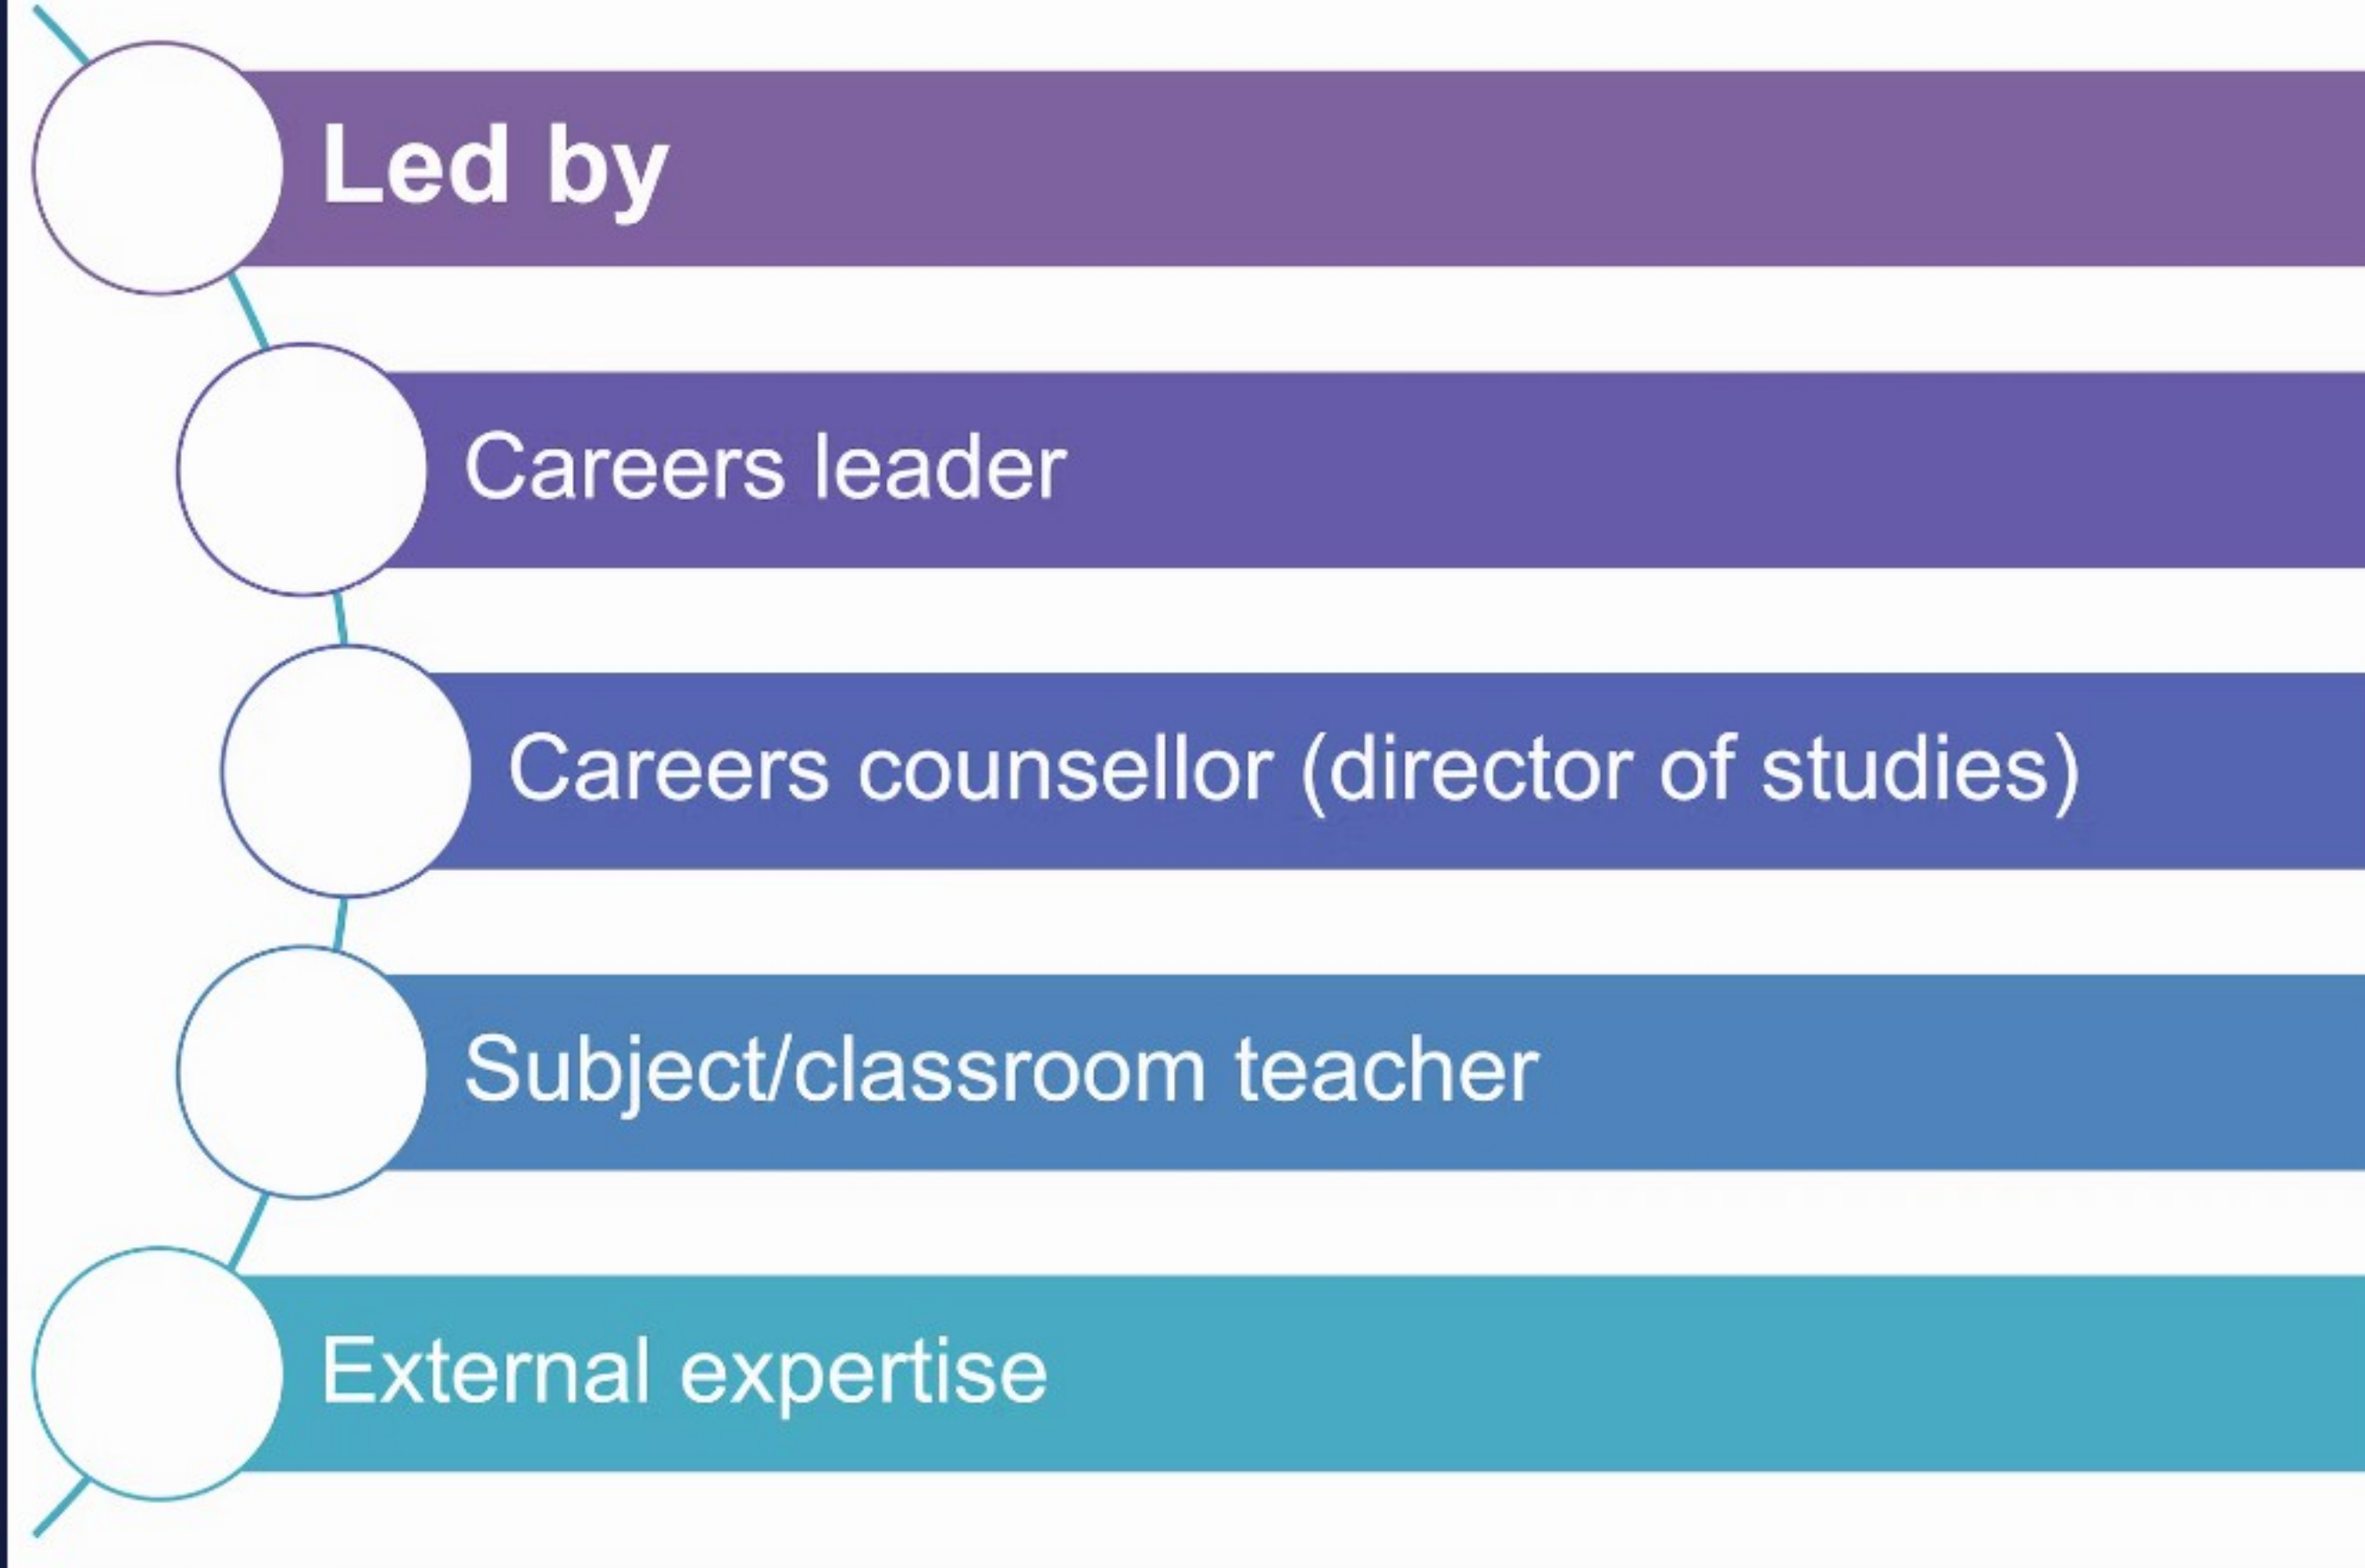 Led by
Careers leader
Careers counsellor (director of studies)
Subject/classroom teacher
External expertise